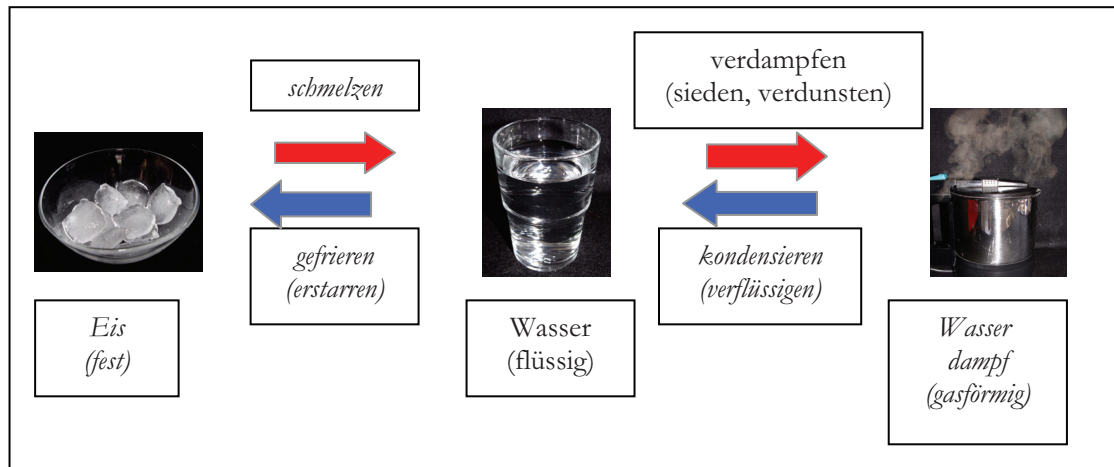 schmelzen
verdampfen
(sieden, verdunsten)
gefrieren
(erstarren)
kondensieren
(verflüssigen)
Eis
(fest)
Wasser
(flüssig)
Wasser
dampf
(gasförmig)